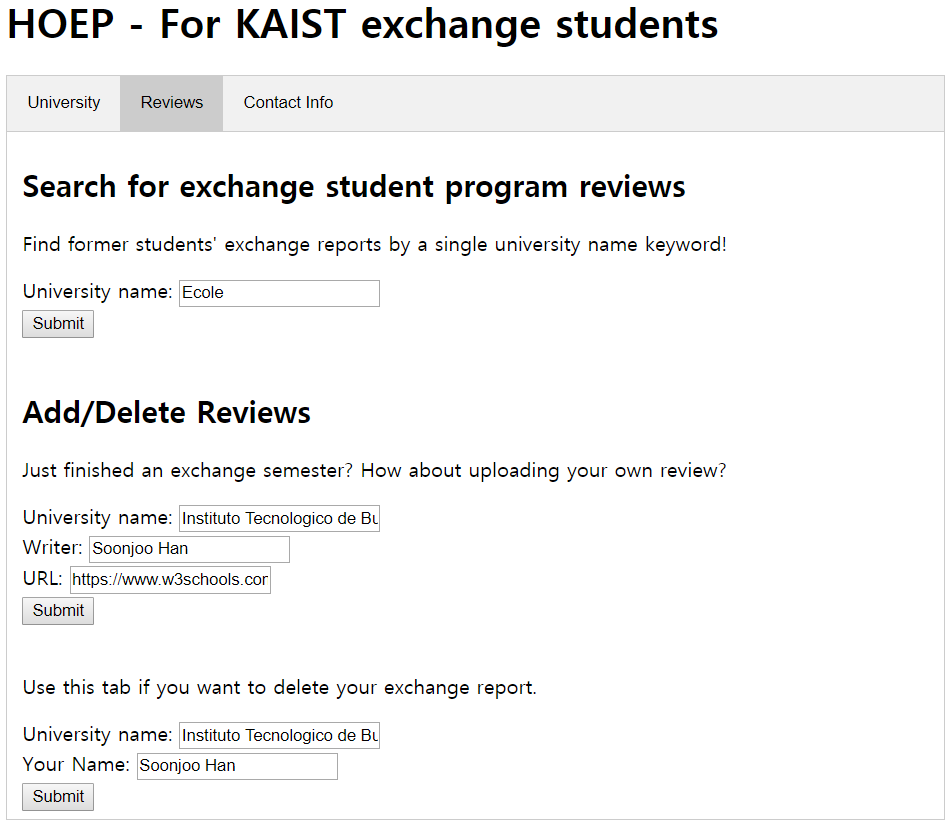 HOEP - For KAIST exchange students
University Reviews Contact Info
Search for exchange student program reviews
Find former students' exchange reports by a single university name keyword!
University name: Ecole
Submit
Add/Delete Reviews
Just finished an exchange semester? How about uploading your own review?
University name: Instituto Tecnologico de Bu
Writer: Soonjoo Han
URL: https://www.w3schools.cor
Submit
Use this tab if you want to delete your exchange report.
University name: Instituto Tecnologico de Bu
Your Name: Soonjoo Han
Submit